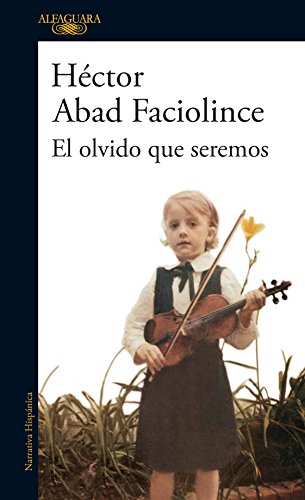 ALFAGUARA
Héctor
Abad Faciolince
El olvido que seremos
Narrativa Hispánica